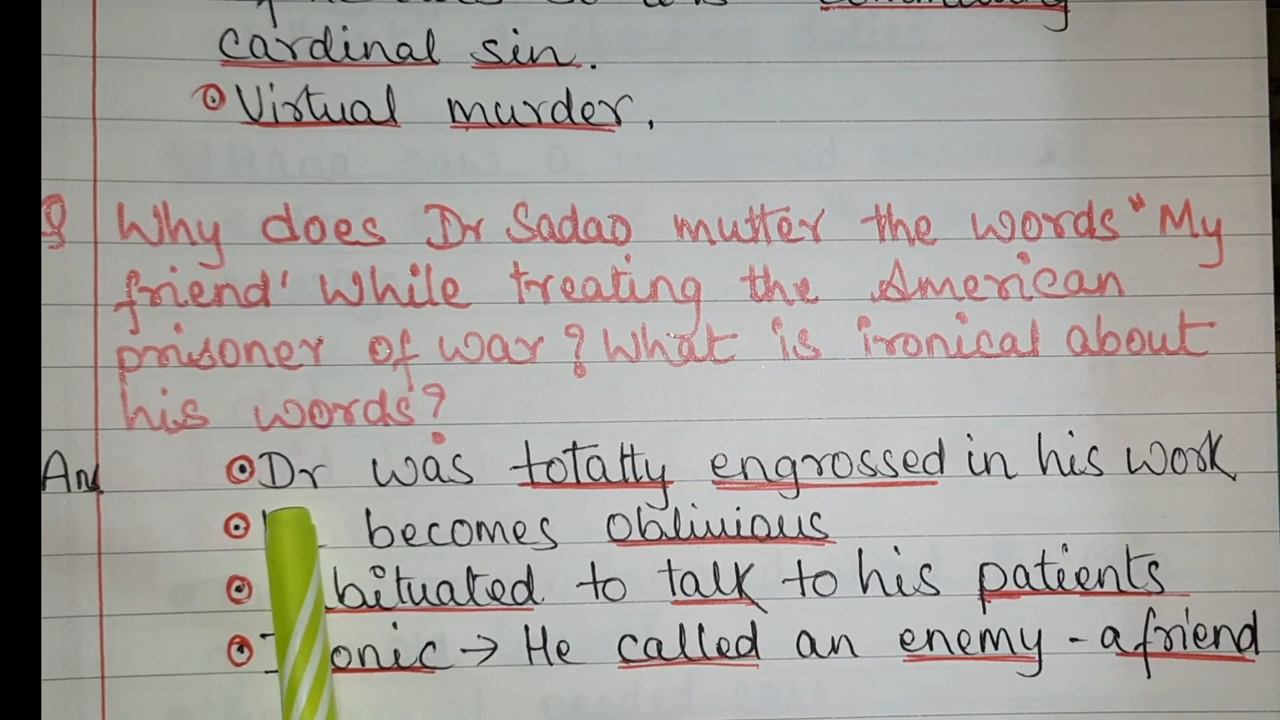 cardinal sin.
Virtual murder.
Q Why does Dr Sadao mutter the words "My
friend' while treating the American
prisoner of war? What is ironical about
his words?
Ans Dr was totally engrossed in his work
becomes oblivious
bituated to talk to his patients
onic → He called an enemy - a friend